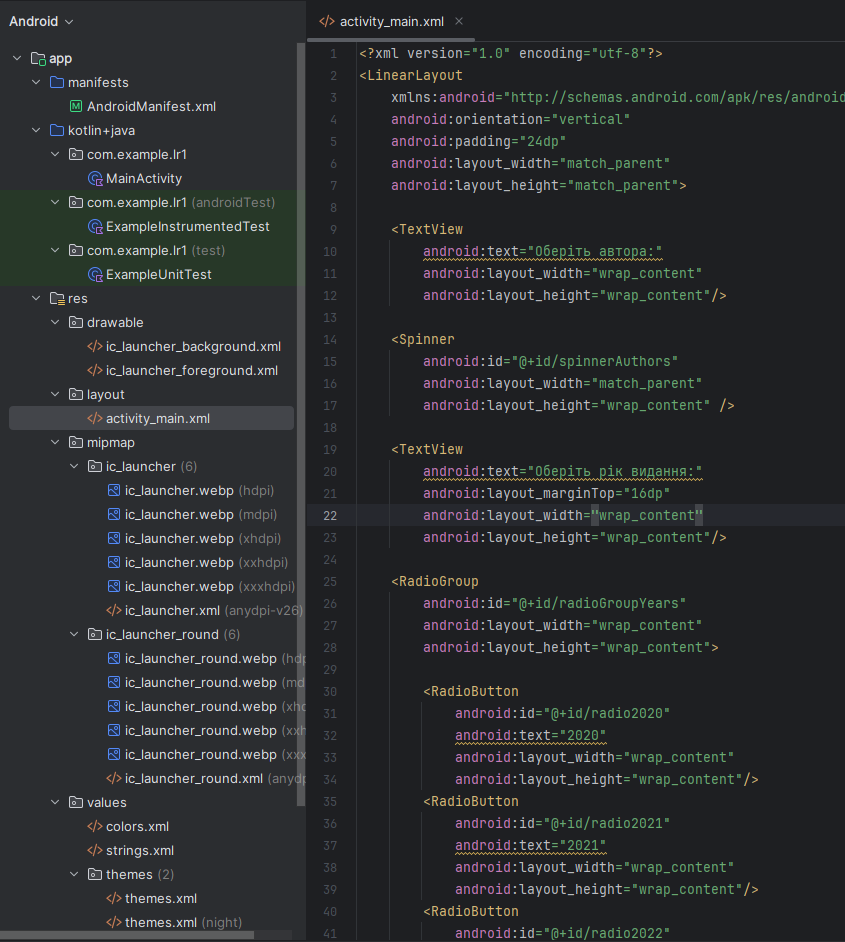 Android
app
manifests
AndroidManifest.xml
kotlin+java
com.example.lr1
MainActivity
com.example.lr1 (androidTest)
ExampleInstrumentedTest
com.example.lr1 (test)
ExampleUnitTest
res
drawable
ic_launcher_background.xml
ic_launcher_foreground.xml
layout
activity_main.xml
mipmap
ic_launcher (6)
ic_launcher.webp (hdpi)
ic_launcher.webp (mdpi)
ic_launcher.webp (xhdpi)
ic_launcher.webp (xxhdpi)
ic_launcher.webp (xxxhdpi)
ic_launcher.xml (anydpi-v26)
ic_launcher_round (6)
ic_launcher_round.webp (hdp
ic_launcher_round.webp (md
ic_launcher_round.webp (xhd
ic_launcher_round.webp (xxh
ic_launcher_round.webp (xxx
ic_launcher_round.xml (anydp
values
colors.xml
strings.xml
themes (2)
themes.xml
themes.xml (night)
activity_main.xml
1 <?xml version="1.0" encoding="utf-8"?>
2 <LinearLayout
3 xmlns:android="http://schemas.android.com/apk/res/android
4 android:orientation="vertical"
5 android:padding="24dp"
6 android:layout_width="match_parent"
7 android:layout_height="match_parent">
8
9 <TextView
10 android:text="Оберіть автора:"
11 android:layout_width="wrap_content"
12 android:layout_height="wrap_content"/>
13
14 <Spinner
15 android:id="@+id/spinnerAuthors"
16 android:layout_width="match_parent"
17 android:layout_height="wrap_content" />
18
19 <TextView
20 android:text="Оберіть рік видання:"
21 android:layout_marginTop="16dp"
22 android:layout_width="wrap_content"
23 android:layout_height="wrap_content"/>
24
25 <RadioGroup
26 android:id="@+id/radioGroupYears"
27 android:layout_width="wrap_content"
28 android:layout_height="wrap_content">
29
30 <RadioButton
31 android:id="@+id/radio2020"
32 android:text="2020"
33 android:layout_width="wrap_content"
34 android:layout_height="wrap_content"/>
35 <RadioButton
36 android:id="@+id/radio2021"
37 android:text="2021"
38 android:layout_width="wrap_content"
39 android:layout_height="wrap_content"/>
40 <RadioButton
41 android:id="@+id/radio2022"